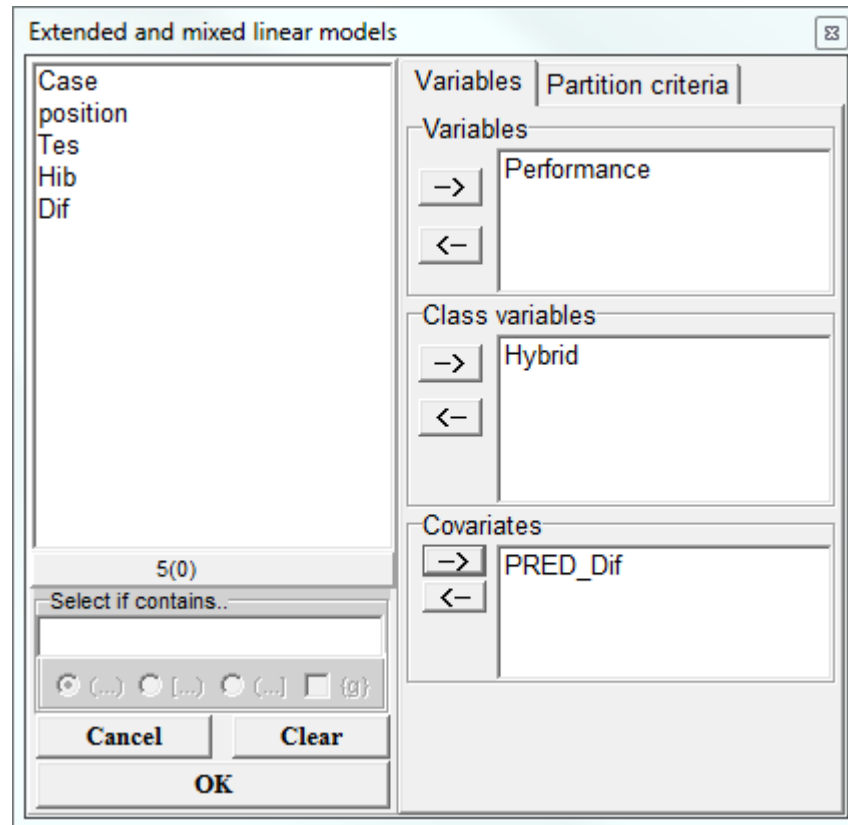 Extended and mixed linear models
Case
position
Tes
Hib
Dif
5(0)
Select if contains..
(...) [...) (...] {g}
Cancel Clear
OK
Variables Partition criteria
Variables
–> Performance
<–
Class variables
–> Hybrid
<–
Covariates
–> PRED_Dif
<–